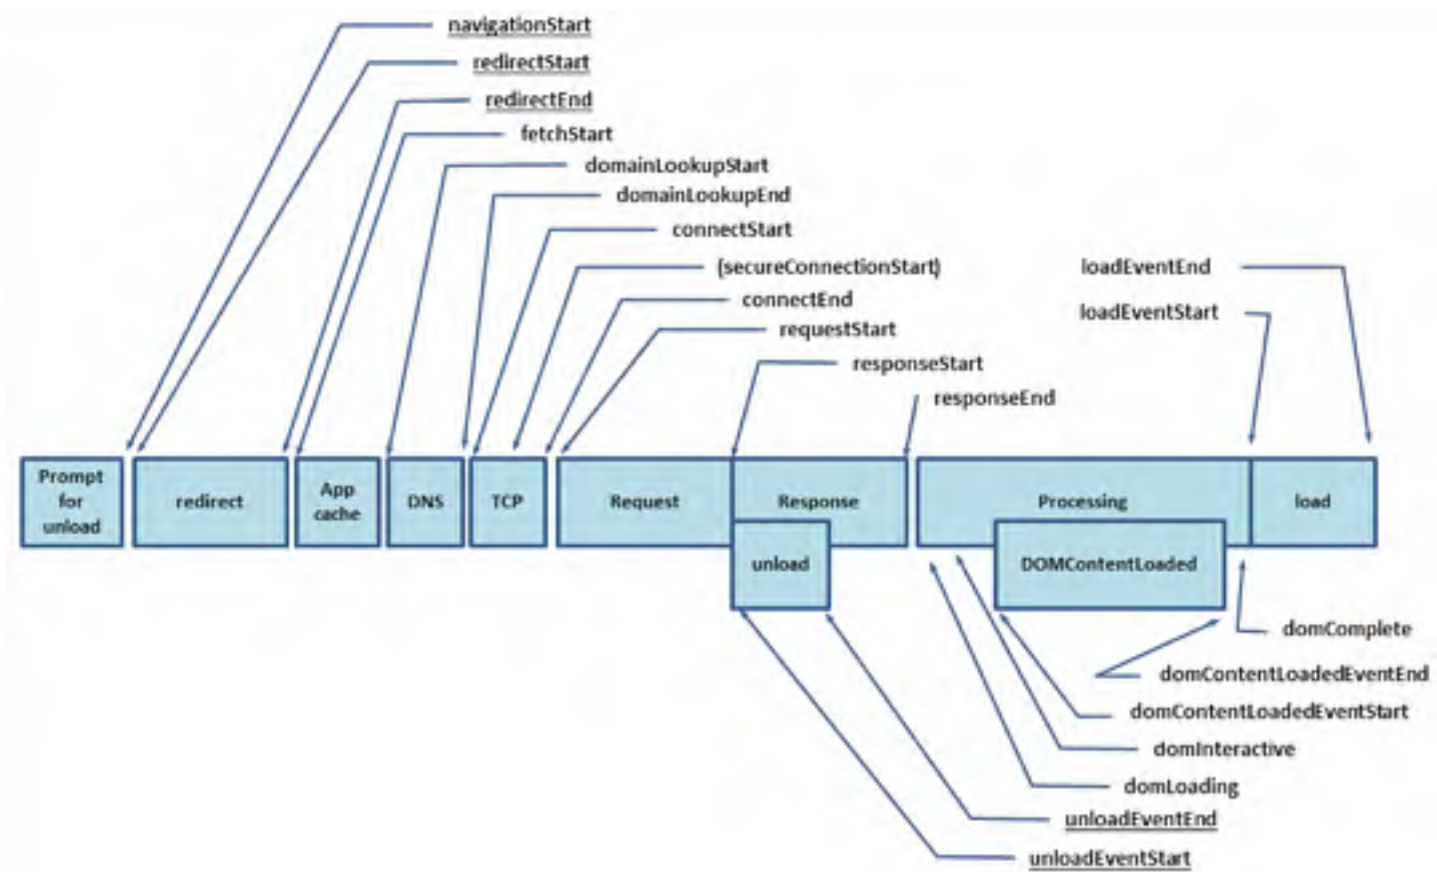 navigationStart
redirectStart
redirectEnd
fetchStart
domainLookupStart
domainLookupEnd
connectStart
(secureConnectionStart)
loadEventEnd
connectEnd
loadEventStart
requestStart
responseStart
responseEnd
Prompt
for
unload
redirect
App
cache
DNS
TCP
Request
Response
Processing
load
unload
DOMContentLoaded
domComplete
domContentLoadedEventEnd
domContentLoadedEventStart
domInteractive
domLoading
unloadEventEnd
unloadEventStart